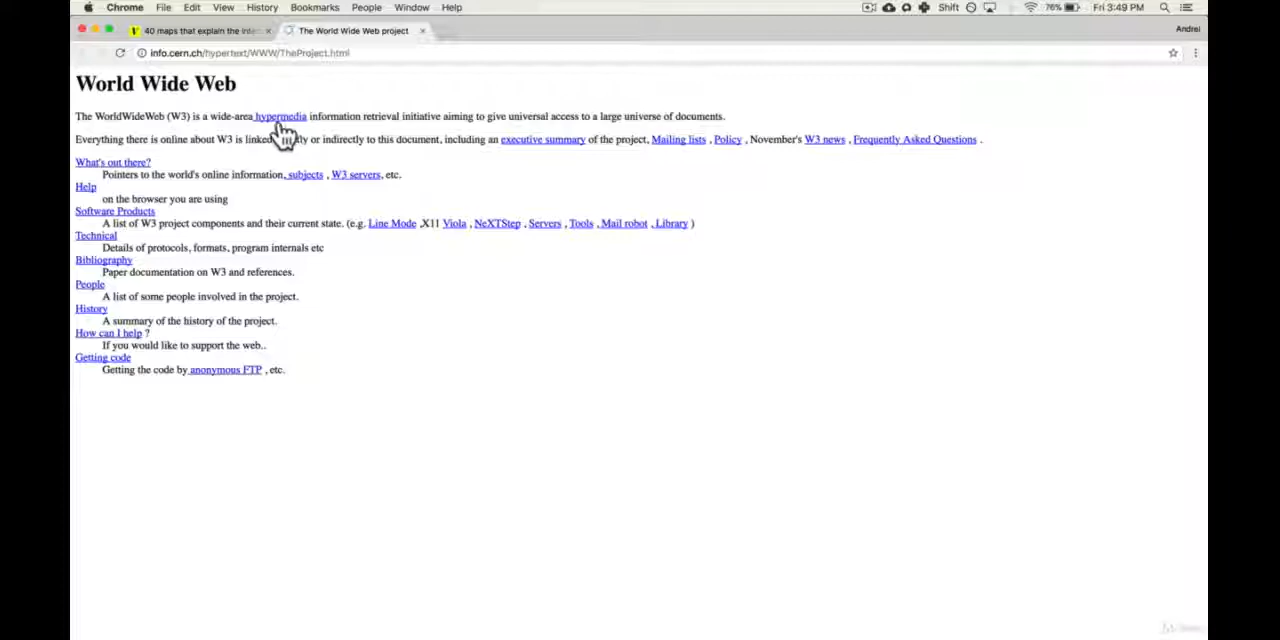 Chrome File Edit View History Bookmarks People Window Help Shift 76% Fri 3:49 PM
40 maps that explain the The World Wide Web project Andrei
info.cern.ch/hypertext/WWW/TheProject.html
World Wide Web
The WorldWideWeb (W3) is a wide-area hypermedia information retrieval initiative aiming to give universal access to a large universe of documents.
Everything there is online about W3 is linked or indirectly to this document, including an executive summary of the project, Mailing lists , Policy , November's W3 news , Frequently Asked Questions .
What's out there?
Pointers to the world's online information, subjects , W3 servers, etc.
Help
on the browser you are using
Software Products
A list of W3 project components and their current state. (e.g. Line Mode ,X11 Viola , NeXTStep , Servers , Tools , Mail robot , Library )
Technical
Details of protocols, formats, program internals etc
Bibliography
Paper documentation on W3 and references.
People
A list of some people involved in the project.
History
A summary of the history of the project.
How can I help ?
If you would like to support the web..
Getting code
Getting the code by anonymous FTP , etc.